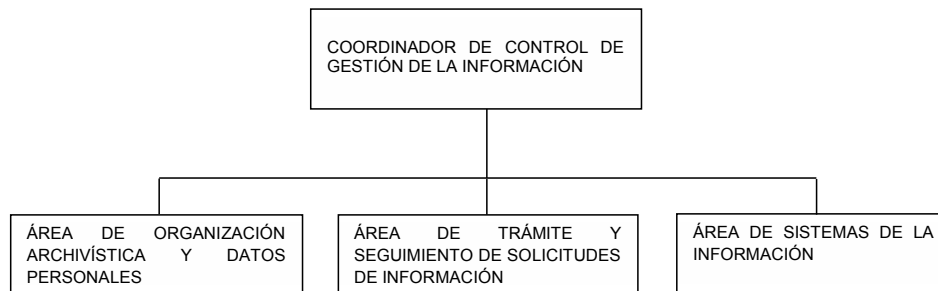 COORDINADOR DE CONTROL DE
GESTIÓN DE LA INFORMACIÓN
ÁREA DE ORGANIZACIÓN
ARCHIVÍSTICA Y DATOS
PERSONALES
ÁREA DE TRÁMITE Y
SEGUIMIENTO DE SOLICITUDES
DE INFORMACIÓN
ÁREA DE SISTEMAS DE LA
INFORMACIÓN